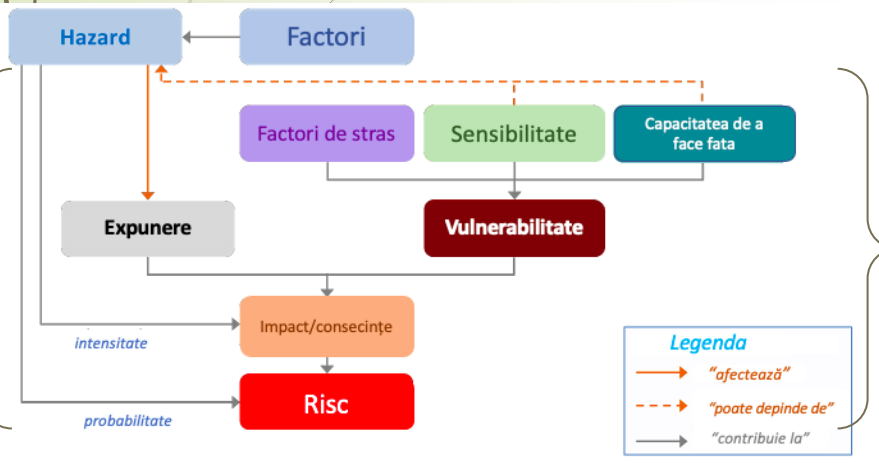 Hazard
Factori
Factori de stras
Sensibilitate
Capacitatea de a
face fata
Expunere
Vulnerabilitate
Impact/consecințe
intensitate
Risc
probabilitate
Legenda
“afectează”
“poate depinde de”
“contribuie la”